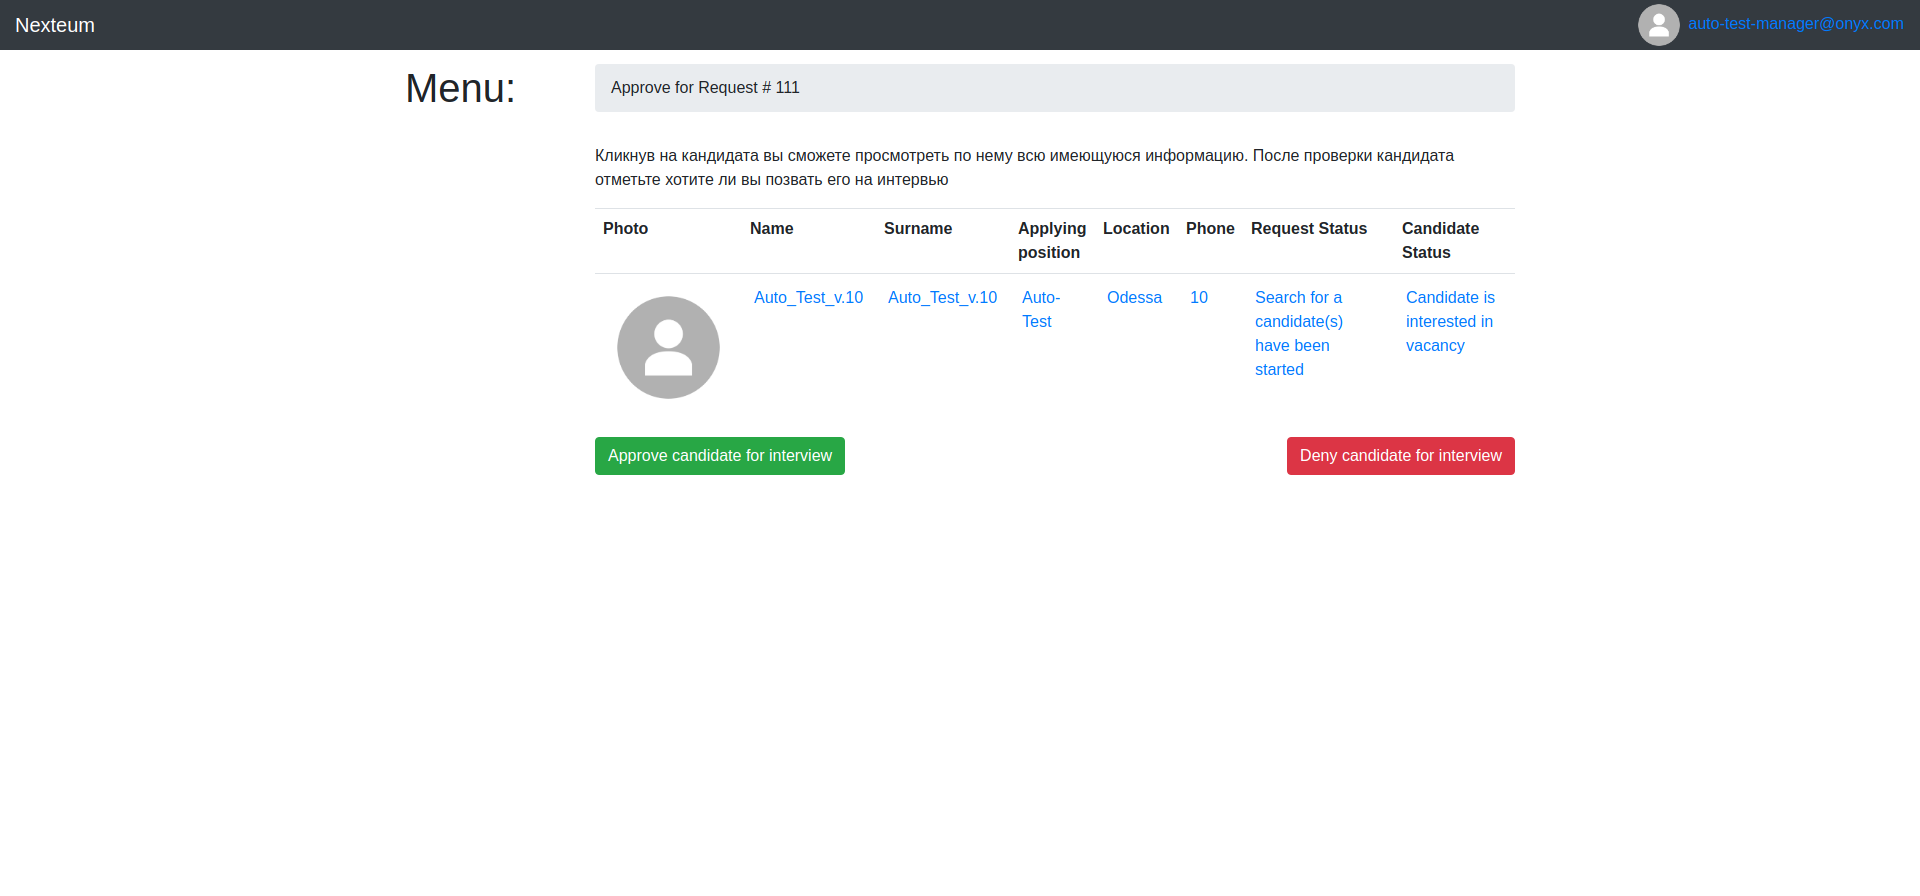 Nexteum
auto-test-manager@onyx.com
Menu:
Approve for Request # 111
Кликнув на кандидата вы сможете просмотреть по нему всю имеющуюся информацию. После проверки кандидата
отметьте хотите ли вы позвать его на интервью
Photo
Name
Surname
Applying
position
Location
Phone
Request Status
Candidate
Status
Auto_Test_v.10
Auto_Test_v.10
Auto-
Test
Odessa
10
Search for a
candidate(s)
have been
started
Candidate is
interested in
vacancy
Approve candidate for interview
Deny candidate for interview